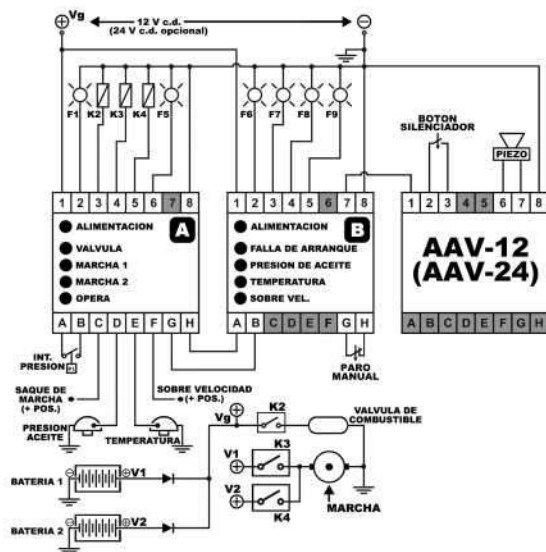 Vg
12 V c.d.
(24 V c.d. opcional)
F1 K2 K3 K4 F5
F6 F7 F8 F9
BOTON
SILENCIADOR
PIEZO
1 2 3 4 5 6 7 8
1 2 3 4 5 6 7 8
1 2 3 4 5 6 7 8
ALIMENTACION
A
VALVULA
MARCHA 1
MARCHA 2
OPERA
ALIMENTACION
B
FALLA DE ARRANQUE
PRESION DE ACEITE
TEMPERATURA
SOBRE VEL.
AAV-12
(AAV-24)
A B C D E F G H
A B C D E F G H
A B C D E F G H
INT.
PRESION
SAQUE DE
MARCHA
(+ POS.)
SOBRE VELOCIDAD
(+ POS.)
PARO
MANUAL
PRESION
ACEITE
TEMPERATURA
Vg
K2
VALVULA DE
COMBUSTIBLE
K3
V1
V2
K4
MARCHA
BATERIA 1
V1
BATERIA 2
V2